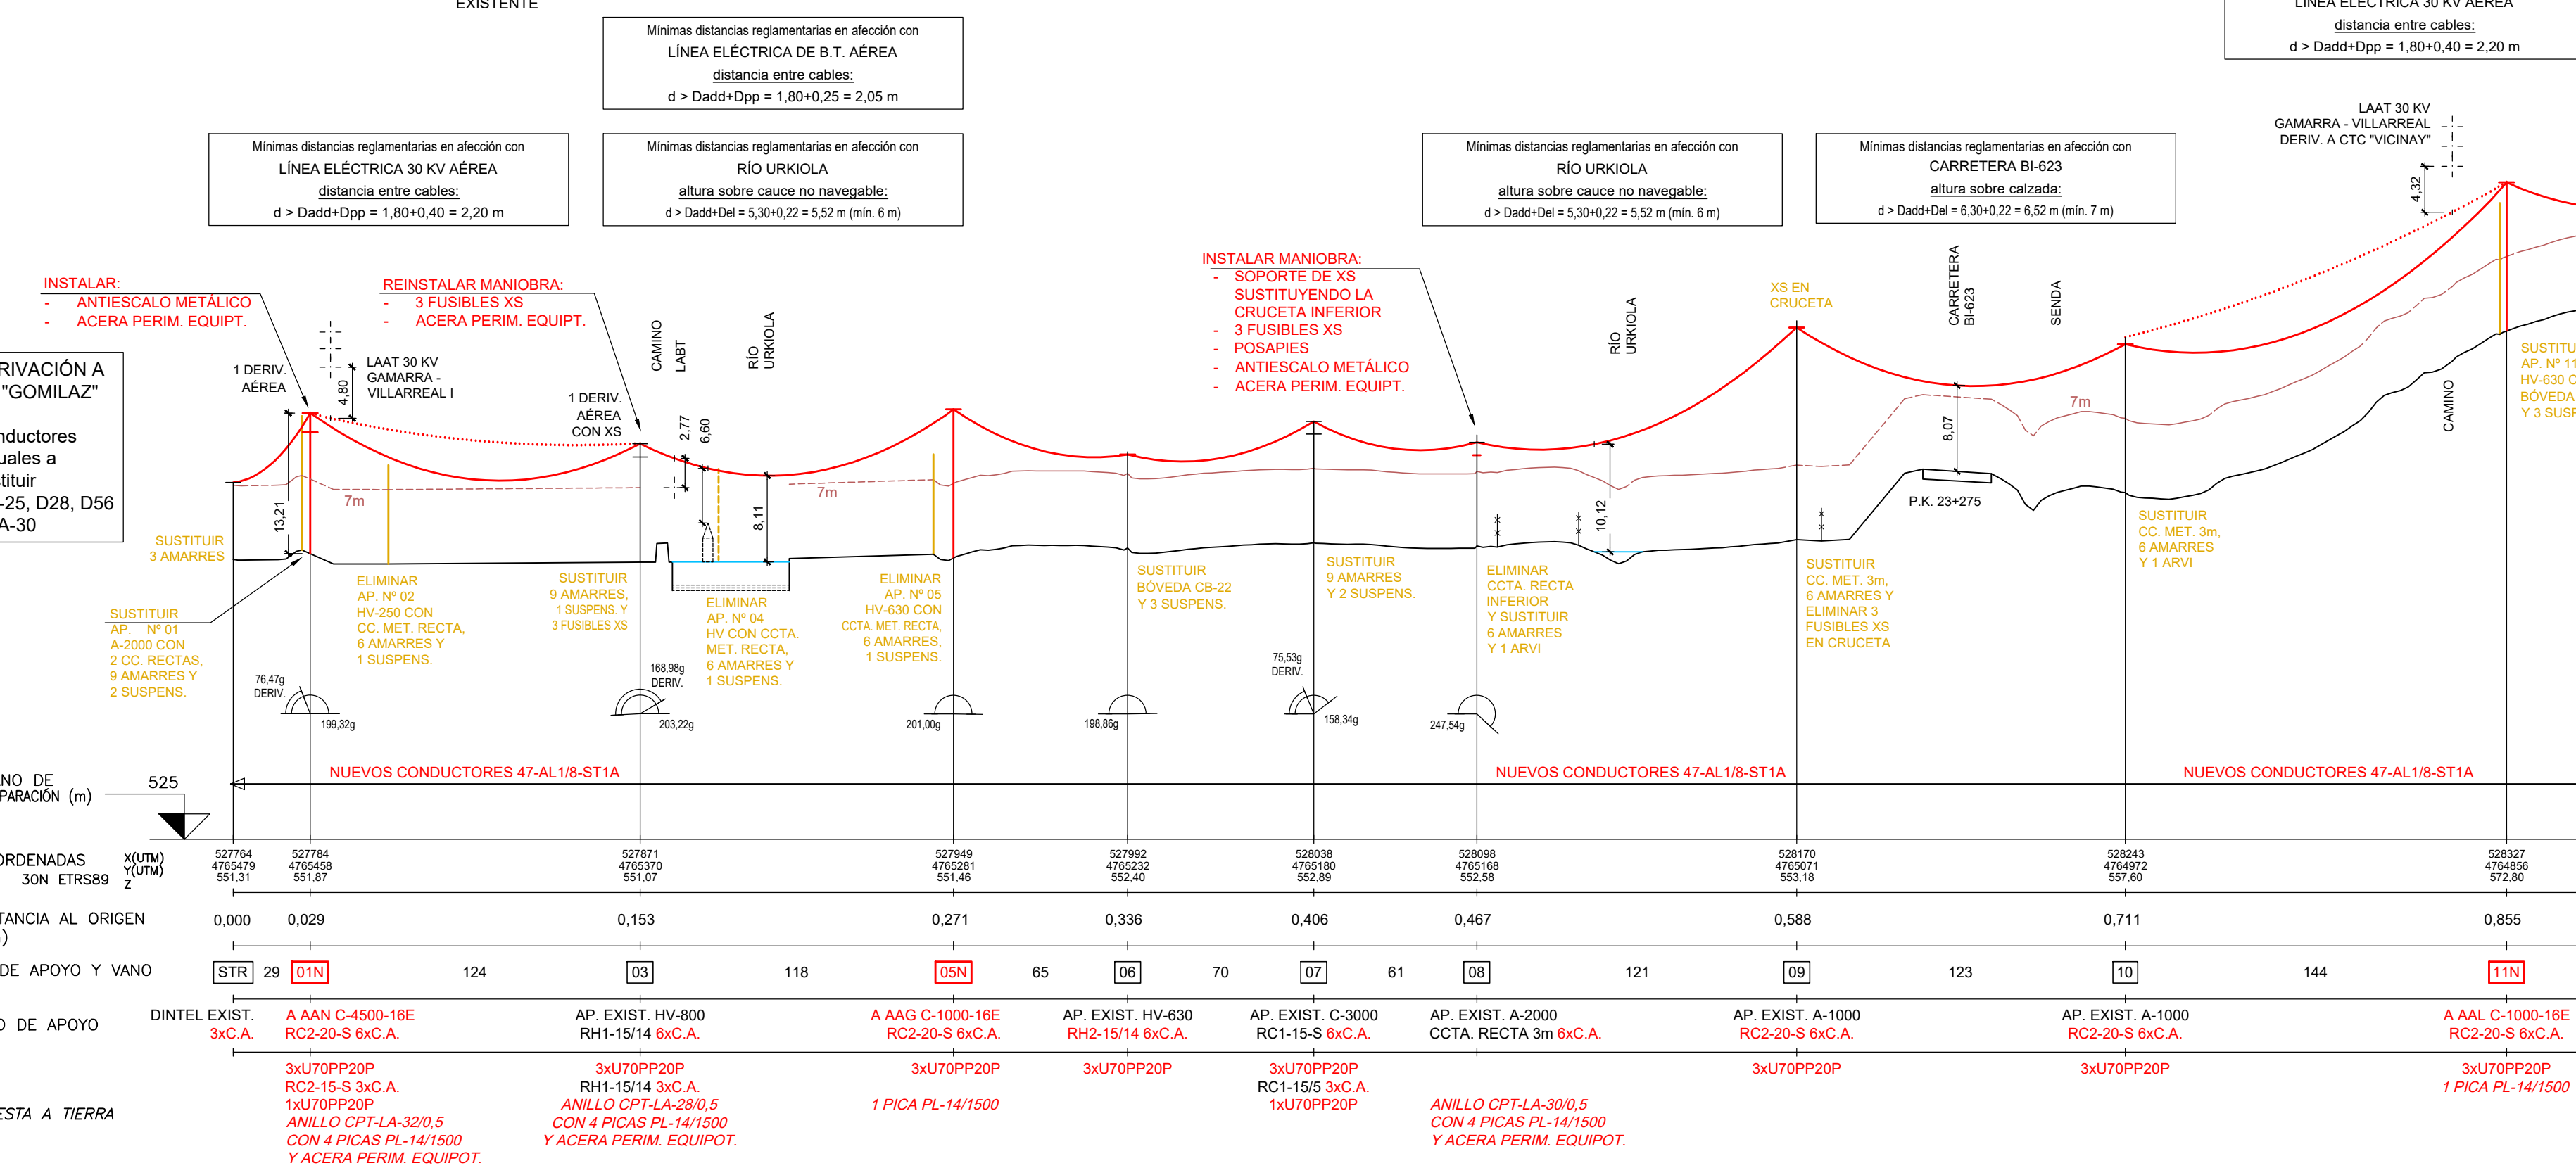 EXISTENTE
Mínimas distancias reglamentarias en afección con
LÍNEA ELÉCTRICA DE B.T. AÉREA
distancia entre cables:
d > Dadd+Dpp = 1,80+0,25 = 2,05 m
LÍNEA ELÉCTRICA 30 KV AÉREA
distancia entre cables:
d > Dadd+Dpp = 1,80+0,40 = 2,20 m
Mínimas distancias reglamentarias en afección con
LÍNEA ELÉCTRICA 30 KV AÉREA
distancia entre cables:
d > Dadd+Dpp = 1,80+0,40 = 2,20 m
Mínimas distancias reglamentarias en afección con
RÍO URKIOLA
altura sobre cauce no navegable:
d > Dadd+Del = 5,30+0,22 = 5,52 m (mín. 6 m)
Mínimas distancias reglamentarias en afección con
RÍO URKIOLA
altura sobre cauce no navegable:
d > Dadd+Del = 5,30+0,22 = 5,52 m (mín. 6 m)
Mínimas distancias reglamentarias en afección con
CARRETERA BI-623
altura sobre calzada:
d > Dadd+Del = 6,30+0,22 = 6,52 m (mín. 7 m)
LAAT 30 KV
GAMARRA - VILLARREAL
DERIV. A CTC "VICINAY"
4,32
INSTALAR:
- ANTIESCALO METÁLICO
- ACERA PERIM. EQUIPT.
REINSTALAR MANIOBRA:
- 3 FUSIBLES XS
- ACERA PERIM. EQUIPT.
INSTALAR MANIOBRA:
- SOPORTE DE XS
SUSTITUYENDO LA
CRUCETA INFERIOR
- 3 FUSIBLES XS
- POSAPIES
- ANTIESCALO METÁLICO
- ACERA PERIM. EQUIPT.
RIVACIÓN A
"GOMILAZ"
nductores
uales a
stituir
-25, D28, D56
A-30
1 DERIV.
AÉREA
4,80
LAAT 30 KV
GAMARRA -
VILLARREAL I
1 DERIV.
AÉREA
CON XS
CAMINO
LABT
RÍO
URKIOLA
2,77
6,60
8,11
13,21
7m
7m
RÍO
URKIOLA
10,12
XS EN
CRUCETA
CARRETERA
BI-623
SENDA
8,07
P.K. 23+275
7m
CAMINO
SUSTITUIR
3 AMARRES
SUSTITUIR
AP. Nº 01
A-2000 CON
2 CC. RECTAS,
9 AMARRES Y
2 SUSPENS.
ELIMINAR
AP. Nº 02
HV-250 CON
CC. MET. RECTA,
6 AMARRES Y
1 SUSPENS.
SUSTITUIR
9 AMARRES,
1 SUSPENS. Y
3 FUSIBLES XS
ELIMINAR
AP. Nº 04
HV CON CCTA.
MET. RECTA,
6 AMARRES Y
1 SUSPENS.
ELIMINAR
AP. Nº 05
HV-630 CON
CCTA. MET. RECTA,
6 AMARRES,
1 SUSPENS.
SUSTITUIR
BÓVEDA CB-22
Y 3 SUSPENS.
SUSTITUIR
9 AMARRES
Y 2 SUSPENS.
ELIMINAR
CCTA. RECTA
INFERIOR
Y SUSTITUIR
6 AMARRES
Y 1 ARVI
SUSTITUIR
CC. MET. 3m,
6 AMARRES Y
ELIMINAR 3
FUSIBLES XS
EN CRUCETA
SUSTITUIR
CC. MET. 3m,
6 AMARRES
Y 1 ARVI
SUSTITU
AP. Nº 11
HV-630 C
BÓVEDA
Y 3 SUSP
76,47g
DERIV.
199,32g
168,98g
DERIV.
203,22g
201,00g
198,86g
75,53g
DERIV.
158,34g
247,54g
NUEVOS CONDUCTORES 47-AL1/8-ST1A
NUEVOS CONDUCTORES 47-AL1/8-ST1A
NUEVOS CONDUCTORES 47-AL1/8-ST1A
NO DE
PARACIÓN (m)
525
ORDENADAS
30N ETRS89
X(UTM)
Y(UTM)
Z
527764
4765479
551,31
527784
4765458
551,87
527871
4765370
551,07
527949
4765281
551,46
527992
4765232
552,40
528038
4765180
552,89
528098
4765168
552,58
528170
4765071
553,18
528243
4764972
557,60
528327
4764856
572,80
TANCIA AL ORIGEN
)
0,000 0,029 0,153 0,271 0,336 0,406 0,467 0,588 0,711 0,855
DE APOYO Y VANO
STR 29 01N 124 03 118 05N 65 06 70 07 61 08 121 09 123 10 144 11N
O DE APOYO
DINTEL EXIST.
3xC.A.
A AAN C-4500-16E
RC2-20-S 6xC.A.
AP. EXIST. HV-800
RH1-15/14 6xC.A.
A AAG C-1000-16E
RC2-20-S 6xC.A.
AP. EXIST. HV-630
RH2-15/14 6xC.A.
AP. EXIST. C-3000
RC1-15-S 6xC.A.
AP. EXIST. A-2000
CCTA. RECTA 3m 6xC.A.
AP. EXIST. A-1000
RC2-20-S 6xC.A.
AP. EXIST. A-1000
RC2-20-S 6xC.A.
A AAL C-1000-16E
RC2-20-S 6xC.A.
ESTA A TIERRA
3xU70PP20P
RC2-15-S 3xC.A.
1xU70PP20P
ANILLO CPT-LA-32/0,5
CON 4 PICAS PL-14/1500
Y ACERA PERIM. EQUIPOT.
3xU70PP20P
RH1-15/14 3xC.A.
ANILLO CPT-LA-28/0,5
CON 4 PICAS PL-14/1500
Y ACERA PERIM. EQUIPOT.
3xU70PP20P
1 PICA PL-14/1500
3xU70PP20P
3xU70PP20P
RC1-15/5 3xC.A.
1xU70PP20P
ANILLO CPT-LA-30/0,5
CON 4 PICAS PL-14/1500
Y ACERA PERIM. EQUIPOT.
3xU70PP20P
3xU70PP20P
3xU70PP20P
1 PICA PL-14/1500